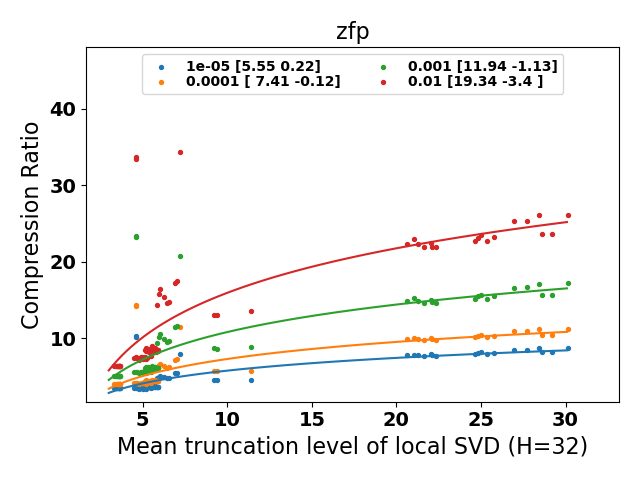 zfp
1e-05 [5.55 0.22]
0.0001 [ 7.41 -0.12]
0.001 [11.94 -1.13]
0.01 [19.34 -3.4 ]
Compression Ratio
40
30
20
10
5
10
15
20
25
30
Mean truncation level of local SVD (H=32)